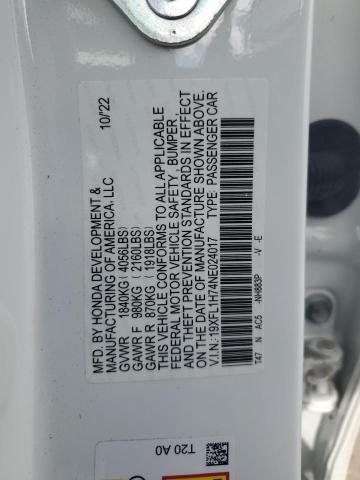 MFD. BY HONDA DEVELOPMENT & 10/22
MANUFACTURING OF AMERICA, LLC
GVWR 1840KG (4056LBS)
GAWR F 980KG (2160LBS)
GAWR R 870KG (1918LBS)
THIS VEHICLE CONFORMS TO ALL APPLICABLE
FEDERAL MOTOR VEHICLE SAFETY, BUMPER,
AND THEFT PREVENTION STANDARDS IN EFFECT
ON THE DATE OF MANUFACTURE SHOWN ABOVE.
V.I.N.: 19XFL1H74NE024017 TYPE: PASSENGER CAR
T47 N AC5 -NH883P -V -E
T20 A0